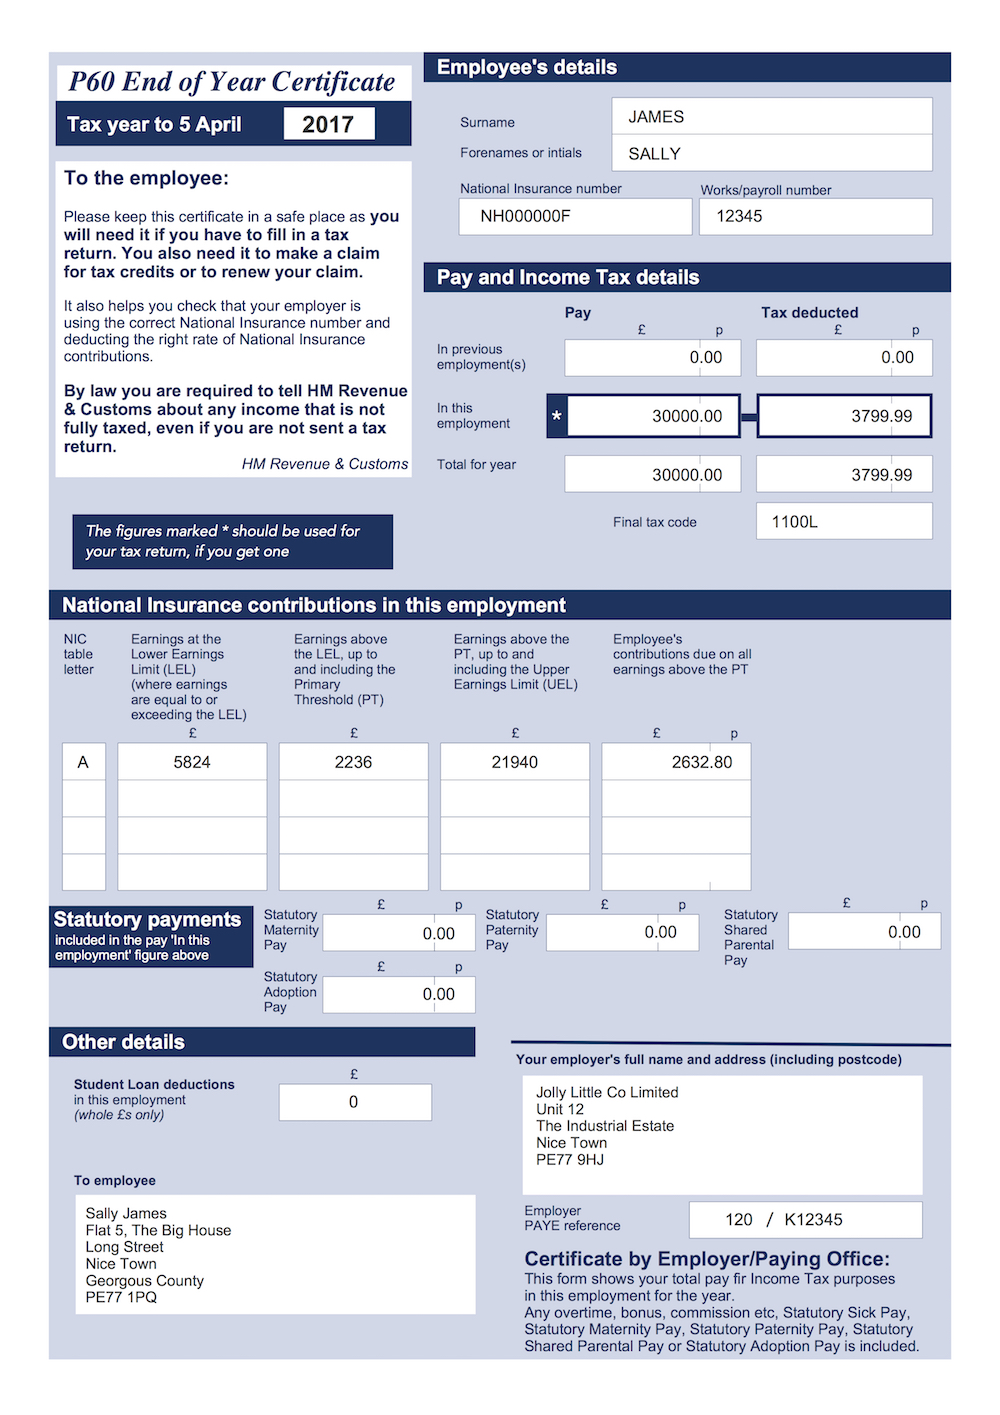 P60 End of Year Certificate
Tax year to 5 April 2017
To the employee:
Please keep this certificate in a safe place as you
will need it if you have to fill in a tax
return. You also need it to make a claim
for tax credits or to renew your claim.
It also helps you check that your employer is
using the correct National Insurance number and
deducting the right rate of National Insurance
contributions.
By law you are required to tell HM Revenue
& Customs about any income that is not
fully taxed, even if you are not sent a tax
return.
HM Revenue & Customs
The figures marked * should be used for
your tax return, if you get one
Employee's details
Surname JAMES
Forenames or intials SALLY
National Insurance number Works/payroll number
NH000000F 12345
Pay and Income Tax details
Pay Tax deducted
£ p £ p
In previous
employment(s) 0.00 0.00
In this
employment * 30000.00 3799.99
Total for year 30000.00 3799.99
Final tax code 1100L
National Insurance contributions in this employment
NIC
table
letter
Earnings at the
Lower Earnings
Limit (LEL)
(where earnings
are equal to or
exceeding the LEL)
Earnings above
the LEL, up to
and including the
Primary
Threshold (PT)
Earnings above the
PT, up to and
including the Upper
Earnings Limit (UEL)
Employee's
contributions due on all
earnings above the PT
£ £ £ £ p
A 5824 2236 21940 2632.80
Statutory payments
included in the pay 'In this
employment' figure above
£ p
Statutory
Maternity
Pay
0.00
£ p
Statutory
Paternity
Pay
0.00
£ p
Statutory
Shared
Parental
Pay
0.00
£ p
Statutory
Adoption
Pay
0.00
Other details
£
Student Loan deductions
in this employment
(whole £s only)
0
To employee
Sally James
Flat 5, The Big House
Long Street
Nice Town
Georgous County
PE77 1PQ
Your employer's full name and address (including postcode)
Jolly Little Co Limited
Unit 12
The Industrial Estate
Nice Town
PE77 9HJ
Employer
PAYE reference
120 / K12345
Certificate by Employer/Paying Office:
This form shows your total pay fir Income Tax purposes
in this employment for the year.
Any overtime, bonus, commission etc, Statutory Sick Pay,
Statutory Maternity Pay, Statutory Paternity Pay, Statutory
Shared Parental Pay or Statutory Adoption Pay is included.